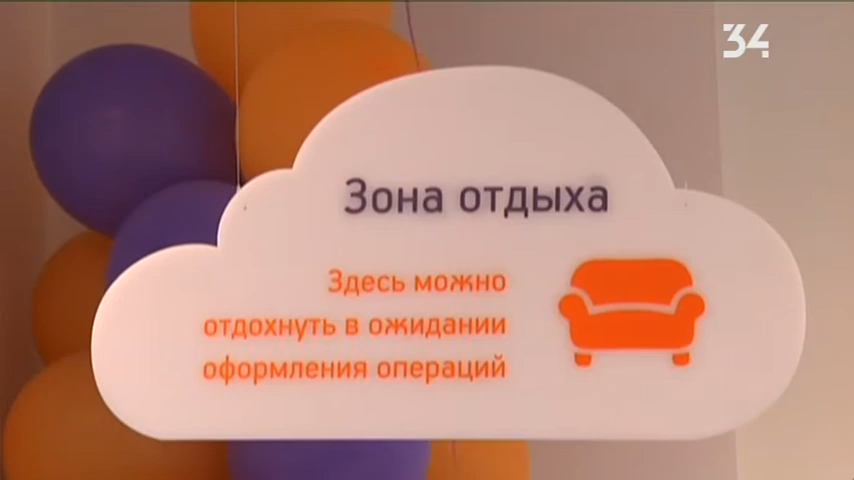 34
Зона отдыха
Здесь можно
отдохнуть в ожидании
оформления операций